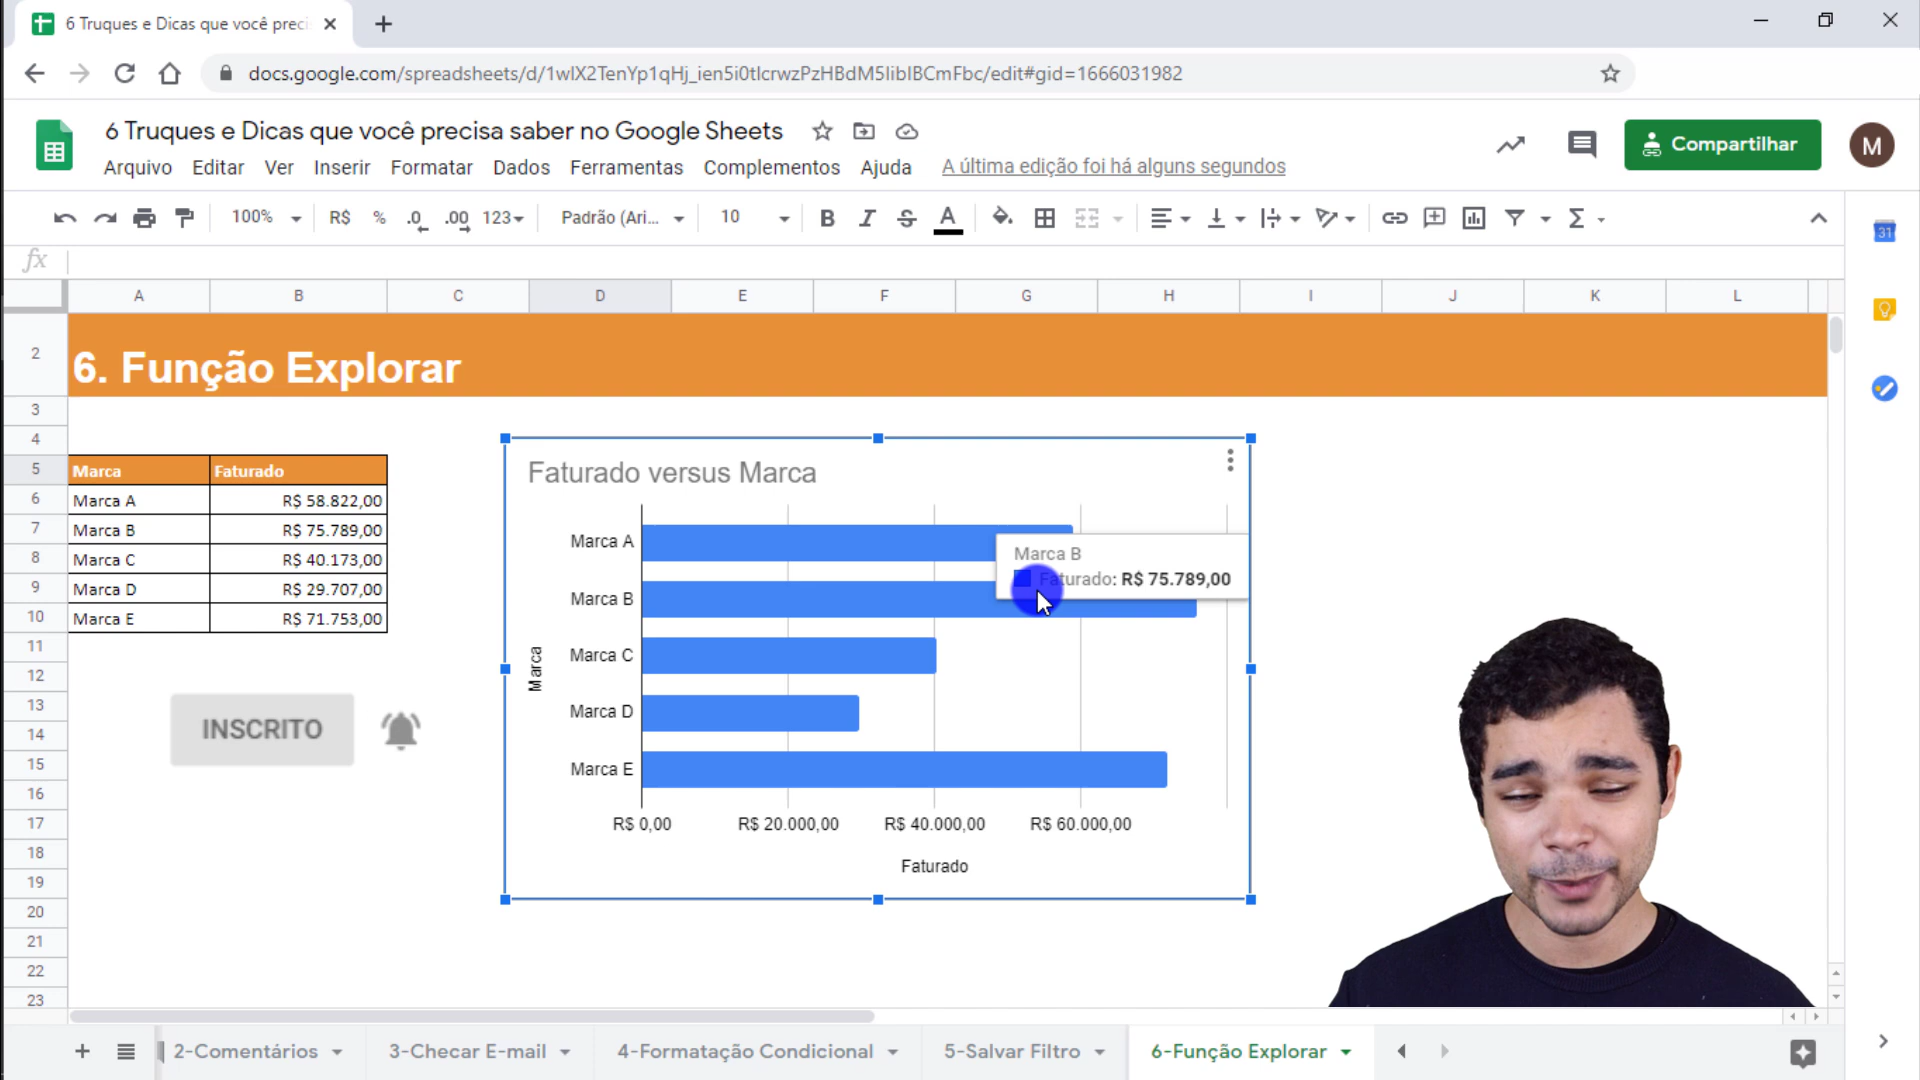 6 Truques e Dicas que você preci
docs.google.com/spreadsheets/d/1wIX2TenYp1qHj_ien5i0tIcrwzPzHBdM5IibIBCmFbc/edit#gid=1666031982
6 Truques e Dicas que você precisa saber no Google Sheets
Compartilhar
M
Arquivo Editar Ver Inserir Formatar Dados Ferramentas Complementos Ajuda A última edição foi há alguns segundos
100% R$ % .0 .00 123 Padrão (Ari... 10 B I S A Σ
31
fx
A B C D E F G H I J K L
2 6. Função Explorar
3
4
5 Marca Faturado
6 Marca A R$ 58.822,00
7 Marca B R$ 75.789,00
8 Marca C R$ 40.173,00
9 Marca D R$ 29.707,00
10 Marca E R$ 71.753,00
11
12
13
14
15
16
17
18
19
20
21
22
23
INSCRITO
Faturado versus Marca
Marca A
Marca B
Marca C
Marca D
Marca E
Marca
Marca B
Faturado: R$ 75.789,00
R$ 0,00 R$ 20.000,00 R$ 40.000,00 R$ 60.000,00
Faturado
2-Comentários 3-Checar E-mail 4-Formatação Condicional 5-Salvar Filtro 6-Função Explorar